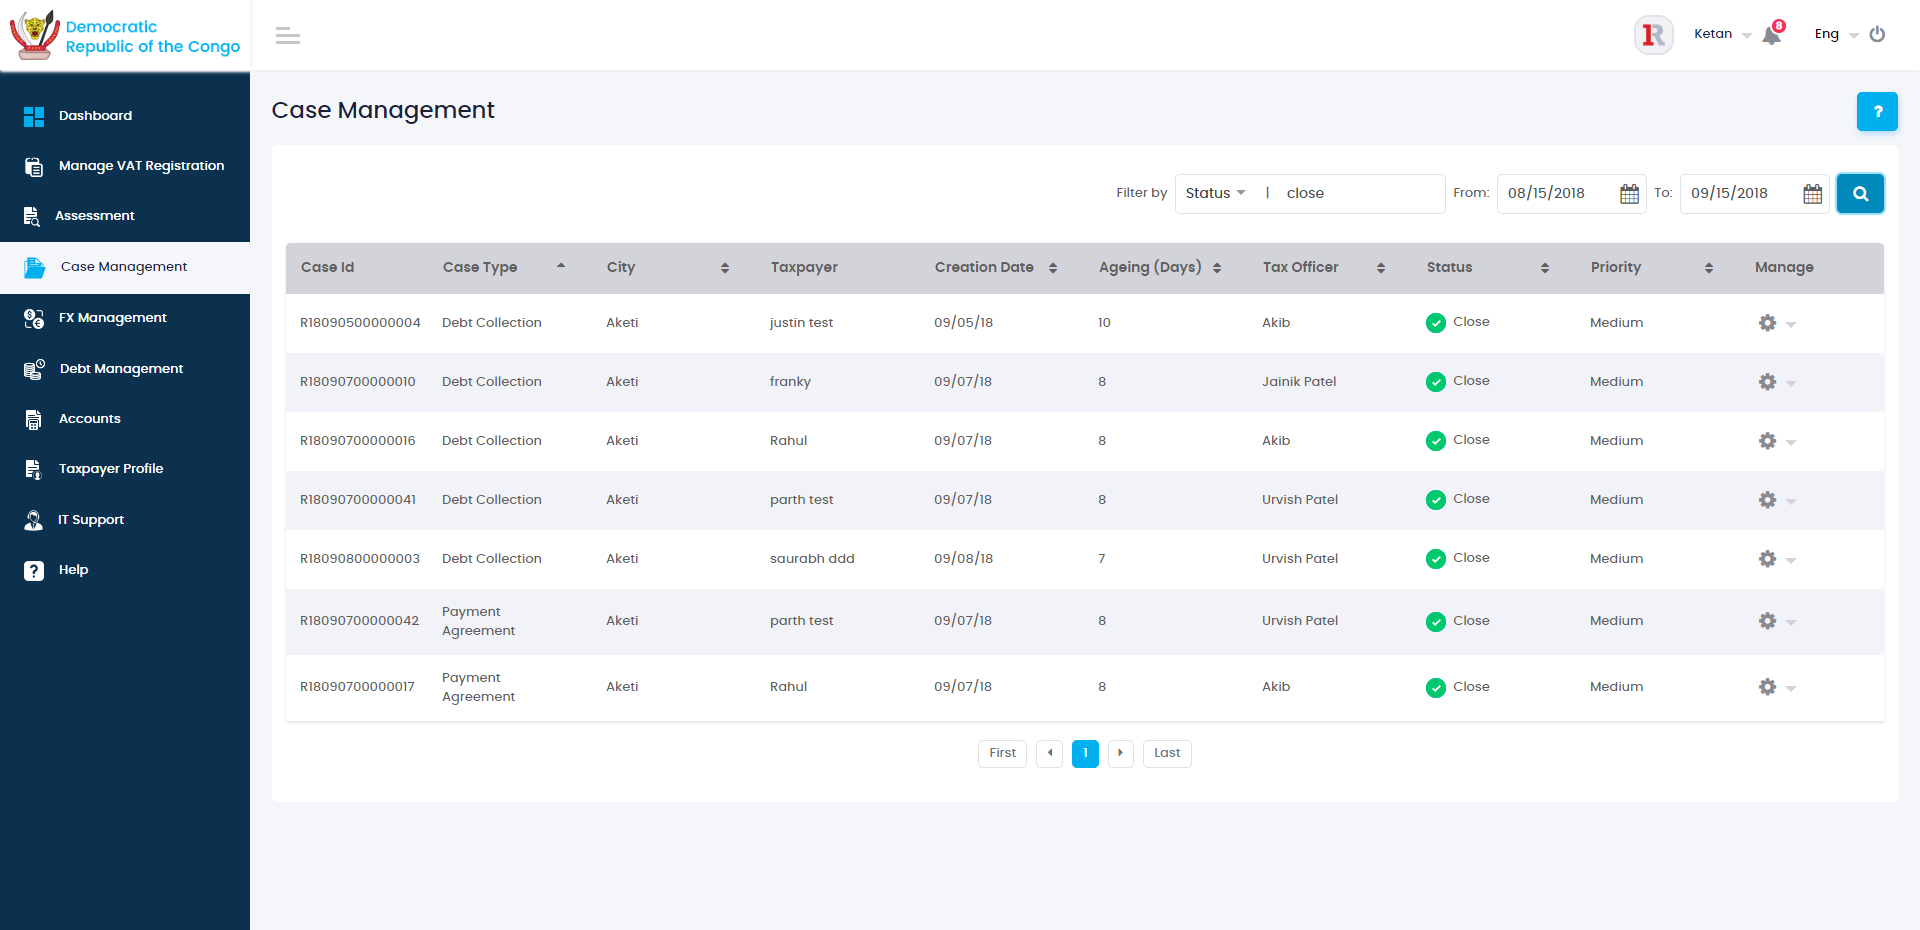 Democratic
Republic of the Congo
Ketan
8
Eng
Dashboard
Manage VAT Registration
Assessment
Case Management
FX Management
Debt Management
Accounts
Taxpayer Profile
IT Support
Help
Case Management
?
Filter by Status | close From: 08/15/2018 To: 09/15/2018
Case Id Case Type City Taxpayer Creation Date Ageing (Days) Tax Officer Status Priority Manage
R18090500000004 Debt Collection Aketi justin test 09/05/18 10 Akib Close Medium
R18090700000010 Debt Collection Aketi franky 09/07/18 8 Jainik Patel Close Medium
R18090700000016 Debt Collection Aketi Rahul 09/07/18 8 Akib Close Medium
R18090700000041 Debt Collection Aketi parth test 09/07/18 8 Urvish Patel Close Medium
R18090800000003 Debt Collection Aketi saurabh ddd 09/08/18 7 Urvish Patel Close Medium
R18090700000042 Payment Agreement Aketi parth test 09/07/18 8 Urvish Patel Close Medium
R18090700000017 Payment Agreement Aketi Rahul 09/07/18 8 Akib Close Medium
First 1 Last